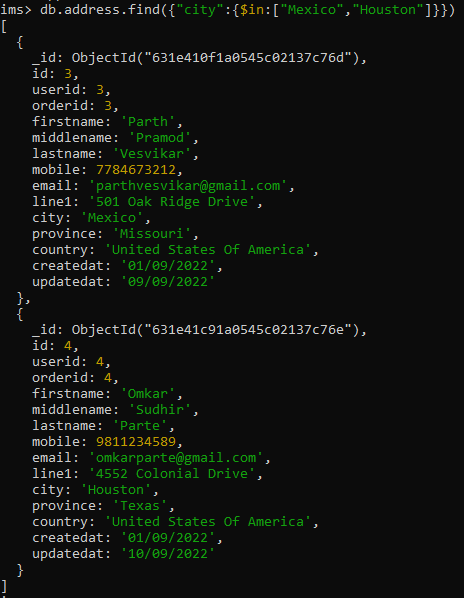 ims> db.address.find({"city":{$in:["Mexico","Houston"]}})
[
  {
    _id: ObjectId("631e410f1a0545c02137c76d"),
    id: 3,
    userid: 3,
    orderid: 3,
    firstname: 'Parth',
    middlename: 'Pramod',
    lastname: 'Vesvikar',
    mobile: 7784673212,
    email: 'parthvesvikar@gmail.com',
    line1: '501 Oak Ridge Drive',
    city: 'Mexico',
    province: 'Missouri',
    country: 'United States Of America',
    createdat: '01/09/2022',
    updatedat: '09/09/2022'
  },
  {
    _id: ObjectId("631e41c91a0545c02137c76e"),
    id: 4,
    userid: 4,
    orderid: 4,
    firstname: 'Omkar',
    middlename: 'Sudhir',
    lastname: 'Parte',
    mobile: 9811234589,
    email: 'omkarparte@gmail.com',
    line1: '4552 Colonial Drive',
    city: 'Houston',
    province: 'Texas',
    country: 'United States Of America',
    createdat: '01/09/2022',
    updatedat: '10/09/2022'
  }
]